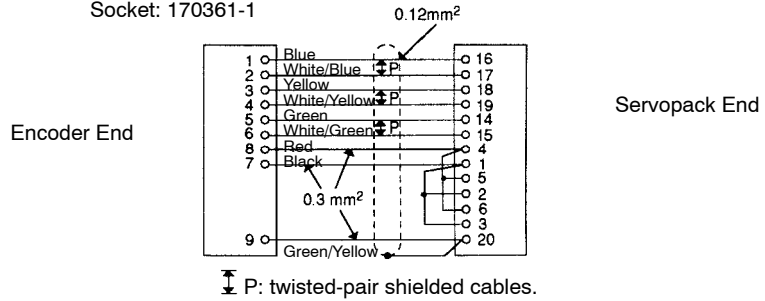 Socket: 170361-1
0.12mm²
Encoder End
Servopack End
1 Blue 16
2 White/Blue P 17
3 Yellow 18
4 White/Yellow P 19
5 Green 14
6 White/Green P 15
8 Red 4
7 Black 1
5
0.3 mm² 2
6
3
9 20
Green/Yellow
P: twisted-pair shielded cables.